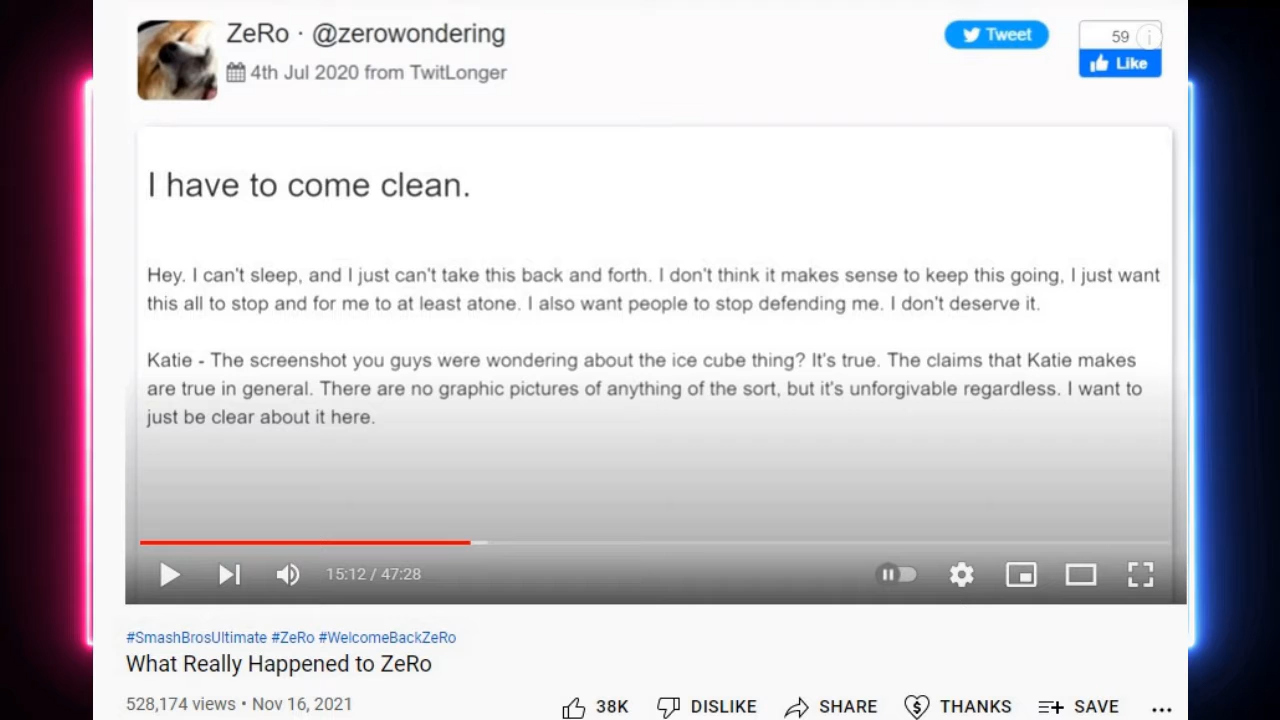 ZeRo · @zerowondering
Tweet
59
4th Jul 2020 from TwitLonger
Like
I have to come clean.
Hey. I can't sleep, and I just can't take this back and forth. I don't think it makes sense to keep this going, I just want
this all to stop and for me to at least atone. I also want people to stop defending me. I don't deserve it.
Katie - The screenshot you guys were wondering about the ice cube thing? It's true. The claims that Katie makes
are true in general. There are no graphic pictures of anything of the sort, but it's unforgivable regardless. I want to
just be clear about it here.
15:12 / 47:28
#SmashBrosUltimate #ZeRo #WelcomeBackZeRo
What Really Happened to ZeRo
528,174 views • Nov 16, 2021
38K
DISLIKE
SHARE
THANKS
SAVE